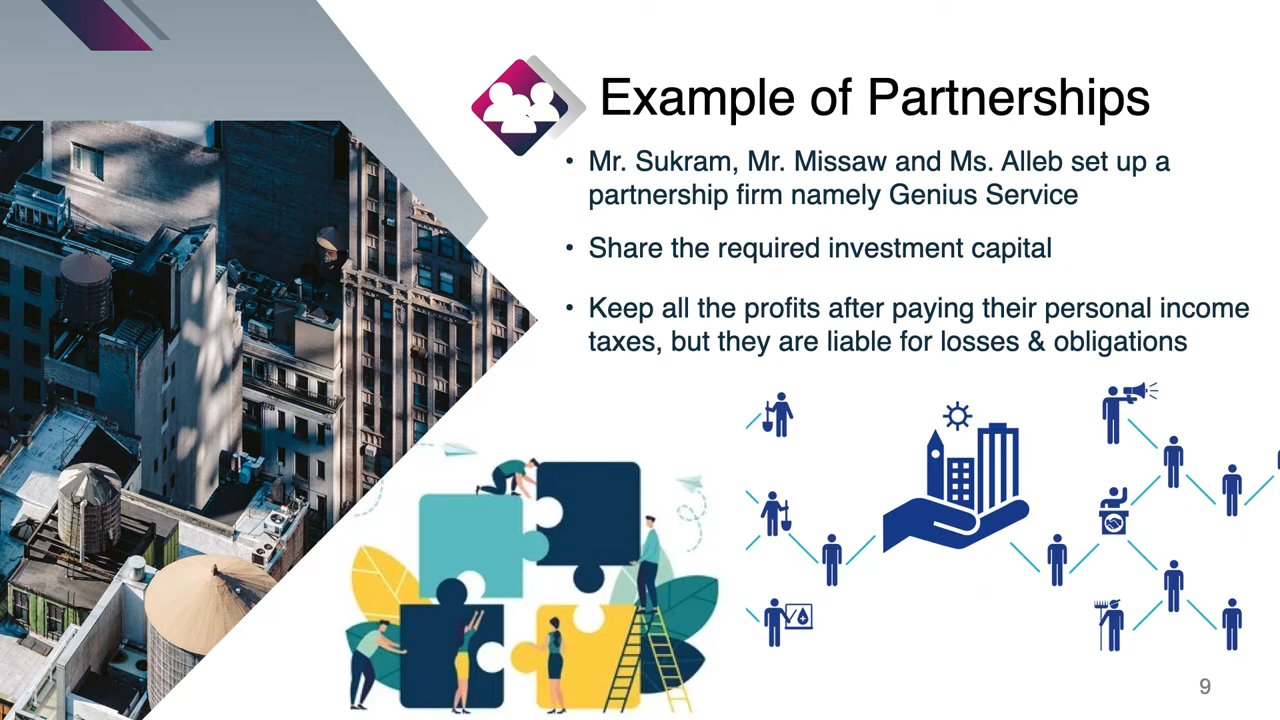 Example of Partnerships
• Mr. Sukram, Mr. Missaw and Ms. Alleb set up a
partnership firm namely Genius Service
• Share the required investment capital
• Keep all the profits after paying their personal income
taxes, but they are liable for losses & obligations
9